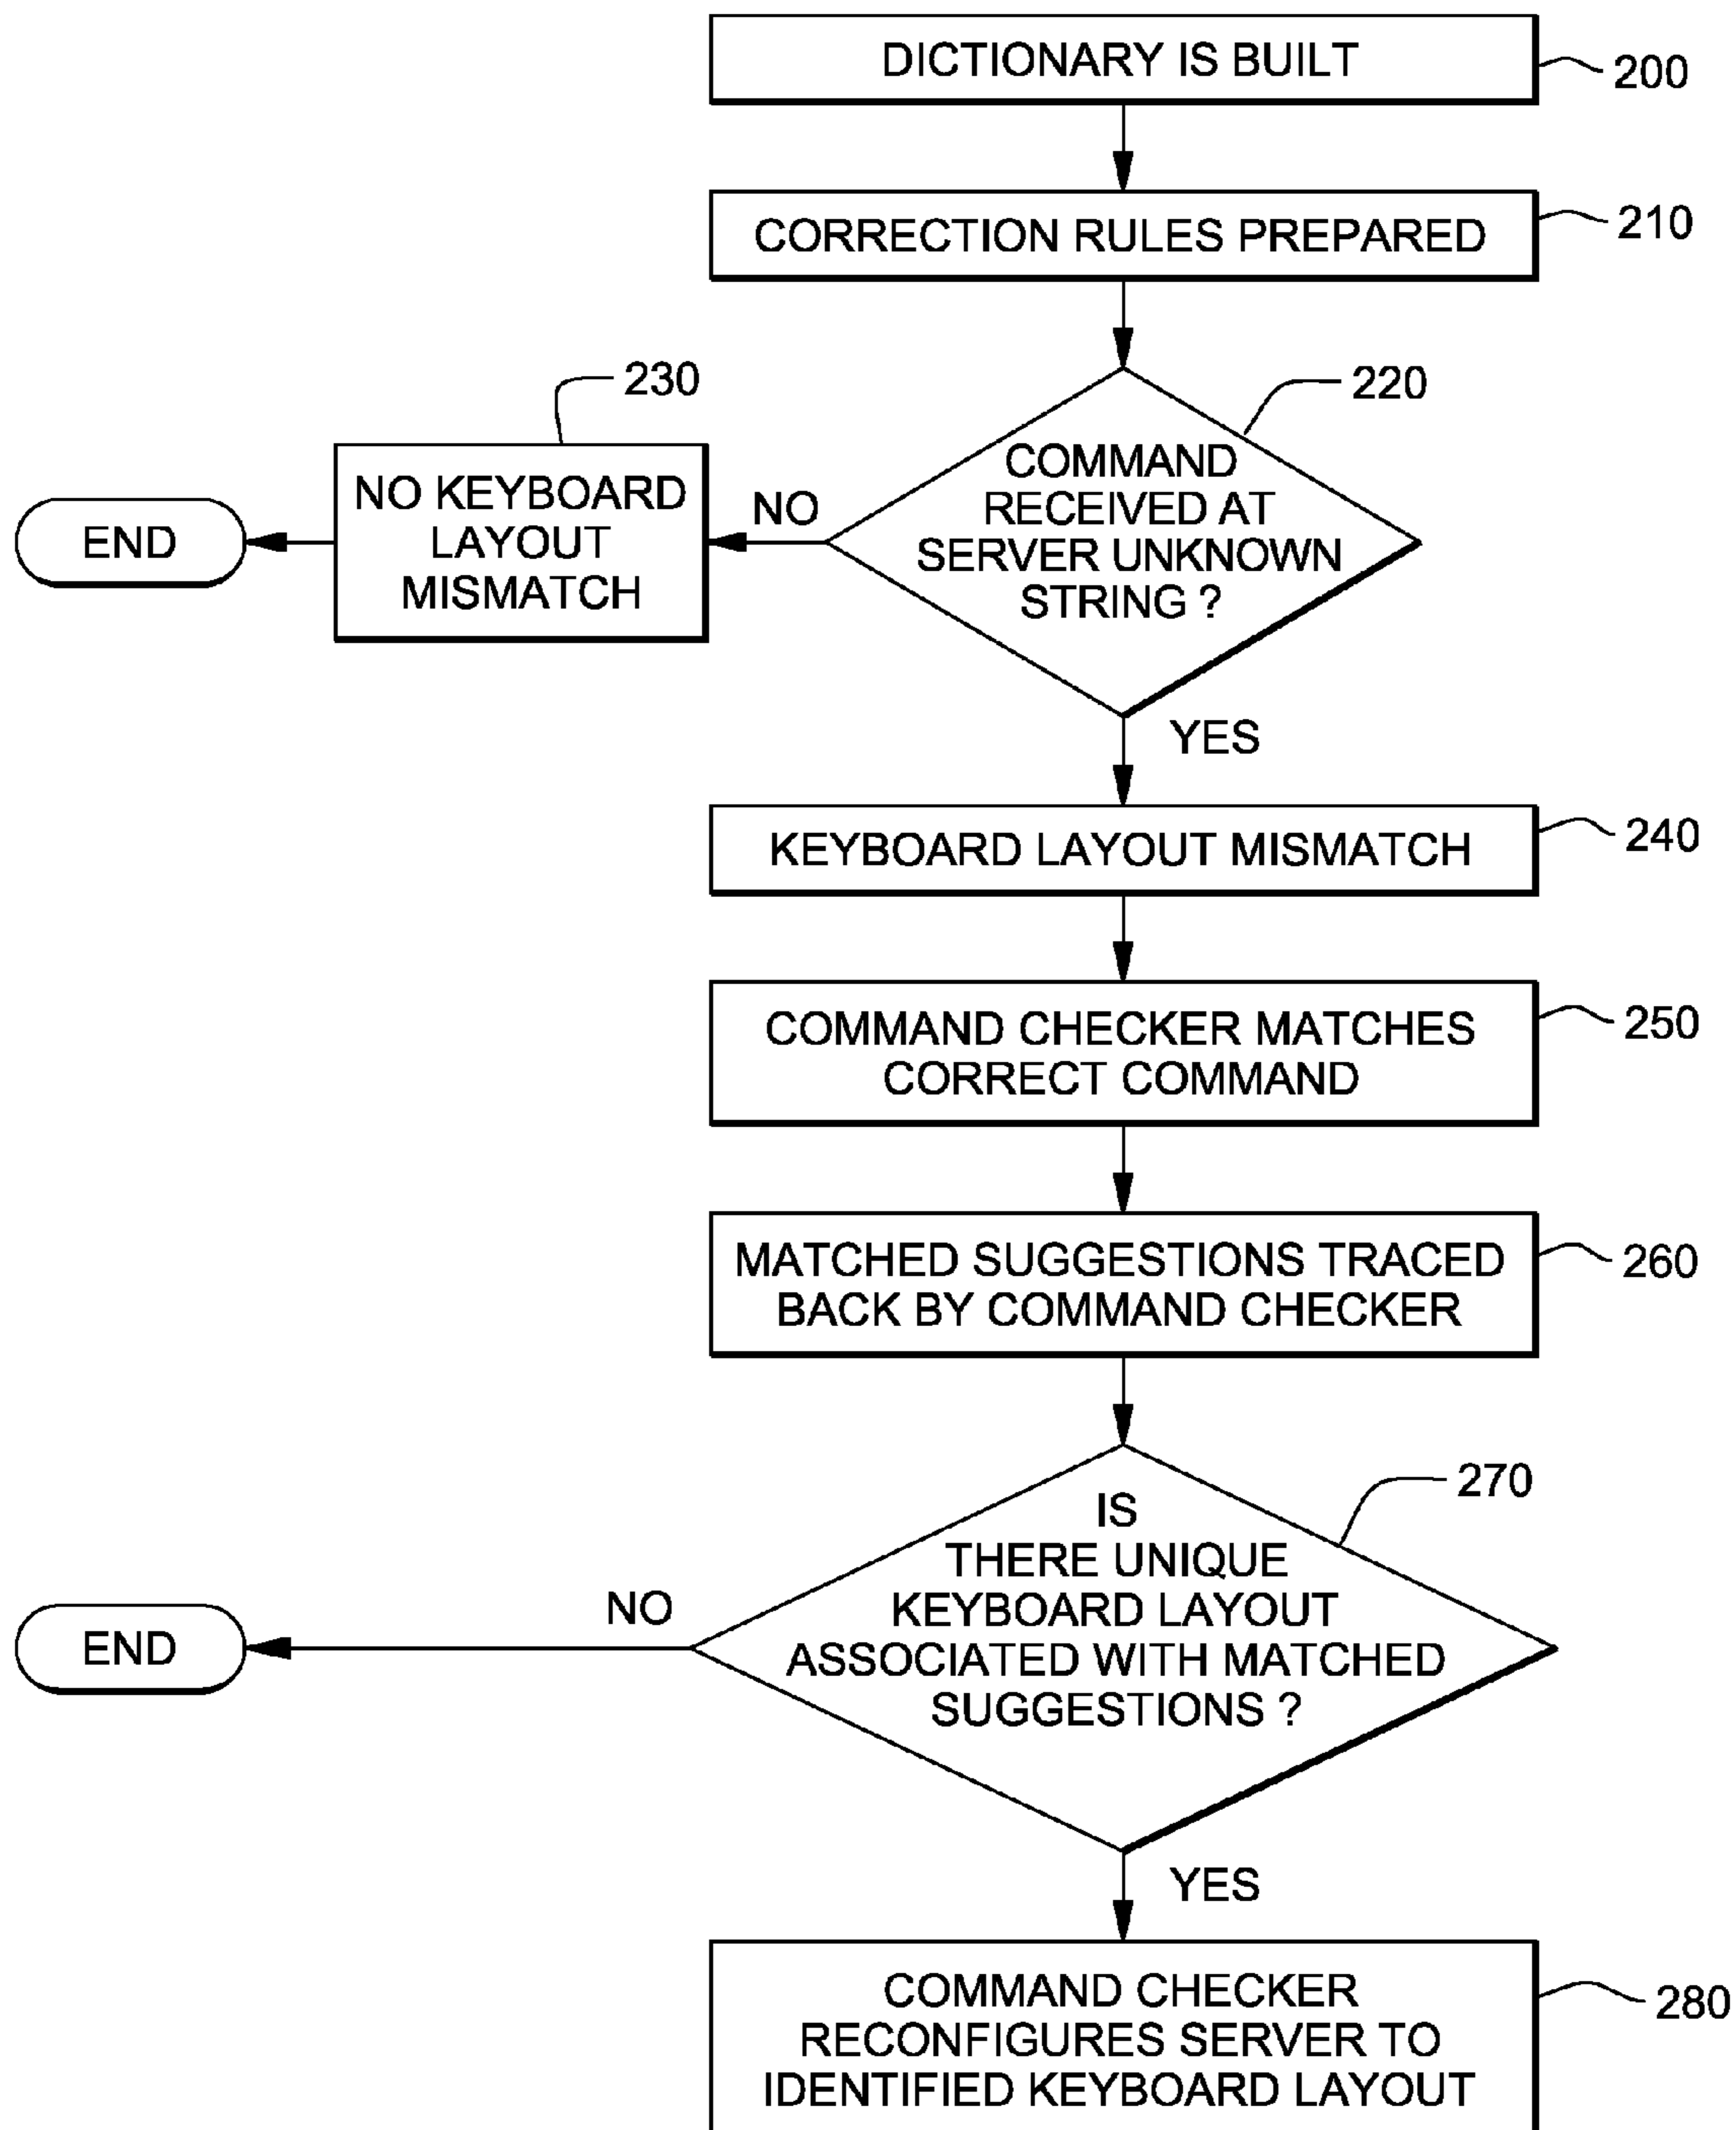 DICTIONARY IS BUILT
200
CORRECTION RULES PREPARED
210
230
220
COMMAND
RECEIVED AT
SERVER UNKNOWN
STRING ?
NO
NO KEYBOARD
LAYOUT
MISMATCH
END
YES
KEYBOARD LAYOUT MISMATCH
240
COMMAND CHECKER MATCHES
CORRECT COMMAND
250
MATCHED SUGGESTIONS TRACED
BACK BY COMMAND CHECKER
260
270
IS
THERE UNIQUE
KEYBOARD LAYOUT
ASSOCIATED WITH MATCHED
SUGGESTIONS ?
NO
END
YES
COMMAND CHECKER
RECONFIGURES SERVER TO
IDENTIFIED KEYBOARD LAYOUT
280